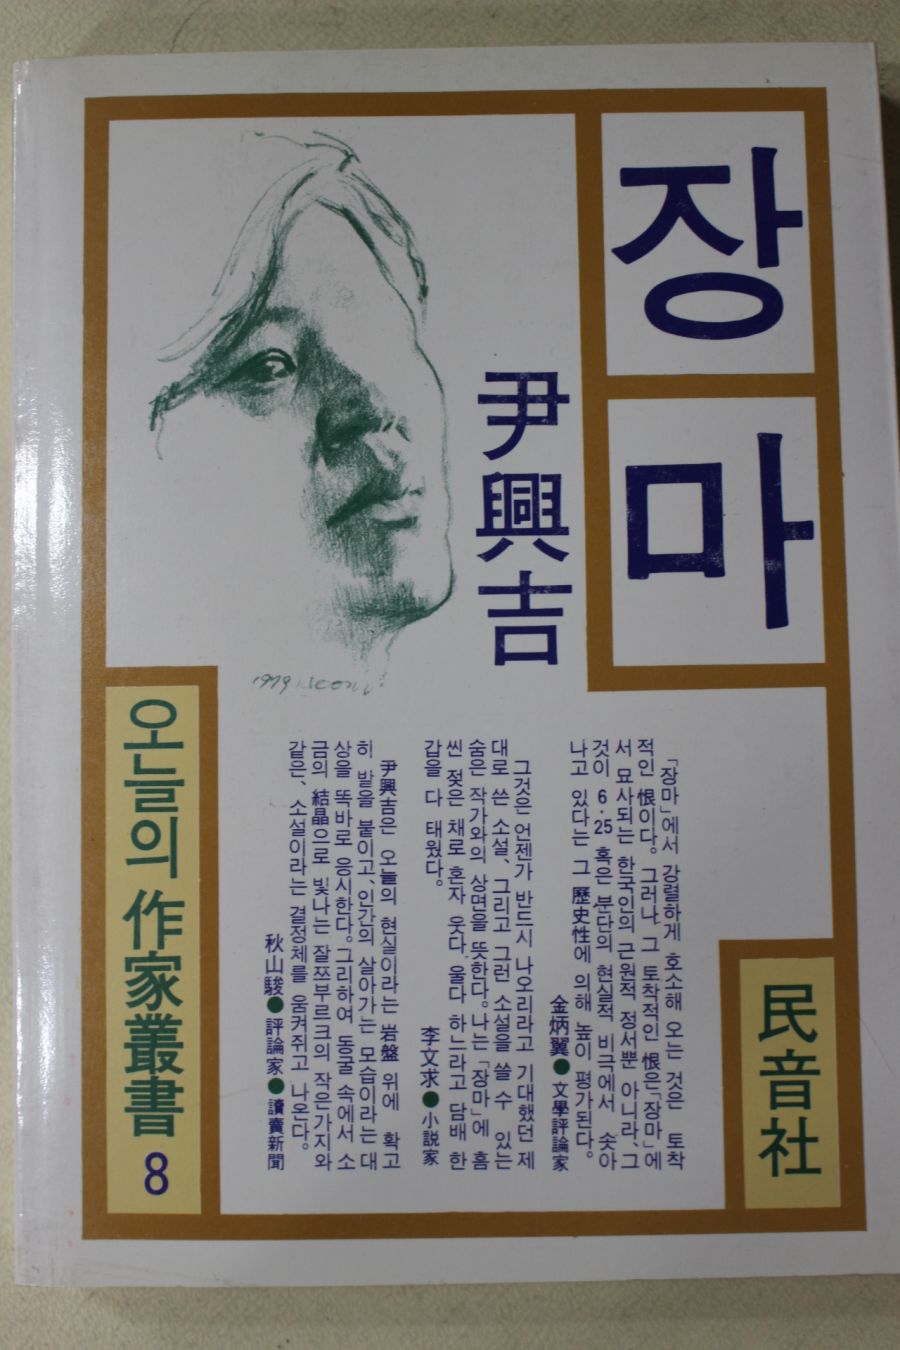 장마
尹興吉
1979
「장마」에서 강렬하게 호소해 오는 것은 토착
적인 恨이다. 그러나 그 토착적인 恨은「장마」에
서 묘사되는 한국인의 근원적 정서뿐 아니라, 그
것이 6·25 혹은 분단의 현실적 비극에서 솟아
나고 있다는 그 歷史性에 의해 높이 평가된다.
金炳翼●文學評論家
그것은 언젠가 반드시 나오리라고 기대했던 제
대로 쓴 소설, 그리고 그런 소설을 쓸 수 있는
숨은 작가와의 상면을 뜻한다. 나는「장마」에 흠
씬 젖은 채로 혼자 웃다 울다 하느라고 담배 한
갑을 다 태웠다.
李文求●小説家
尹興吉은 오늘의 현실이라는 岩盤 위에 확고
히 발을 붙이고, 인간의 살아가는 모습이라는 대
상을 똑바로 응시한다. 그리하여 동굴 속에서 소
금의 結晶으로 빛나는 잘쯔부르크의 작은가지와
같은, 소설이라는 결정체를 움켜쥐고 나온다.
秋山駿●評論家●讀賣新聞
오늘의 作家叢書 8
民音社